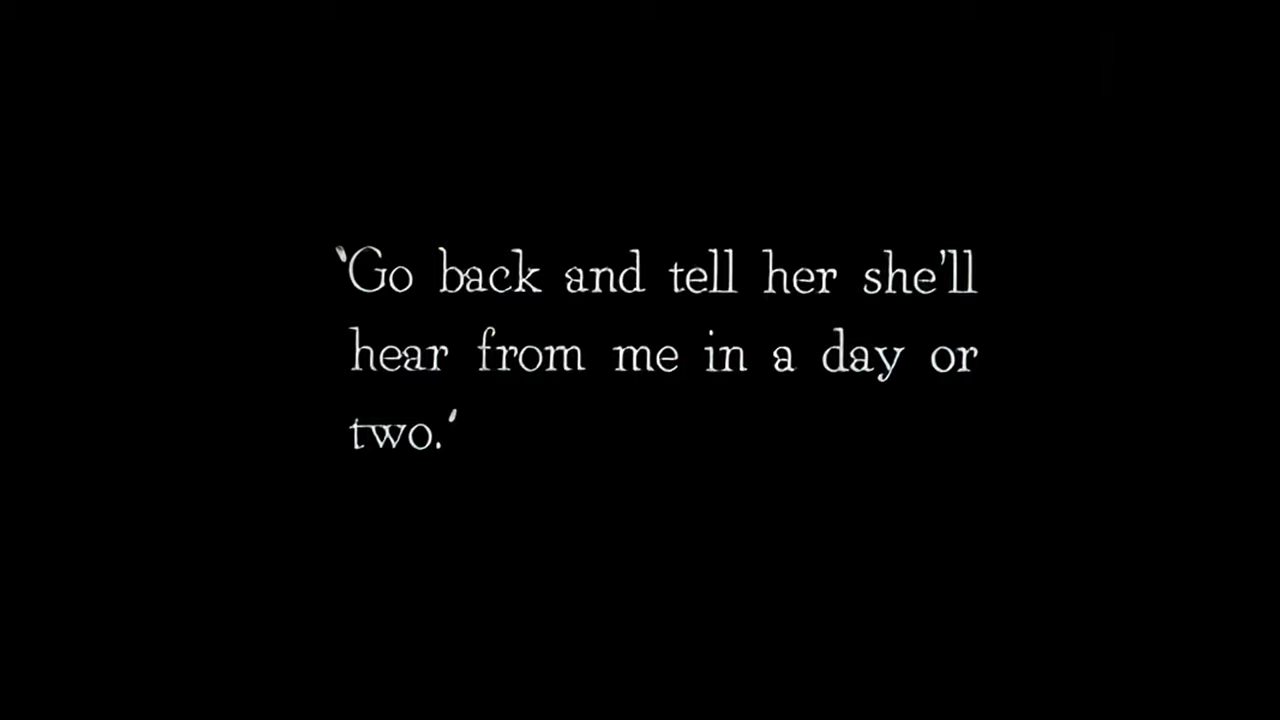 ‘Go back and tell her she'll
hear from me in a day or
two.‘